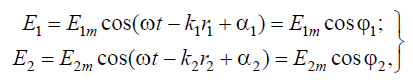 E₁ = E₁ₘ cos(ωt − k₁r₁ + α₁) = E₁ₘ cos φ₁;
E₂ = E₂ₘ cos(ωt − k₂r₂ + α₂) = E₂ₘ cos φ₂, }